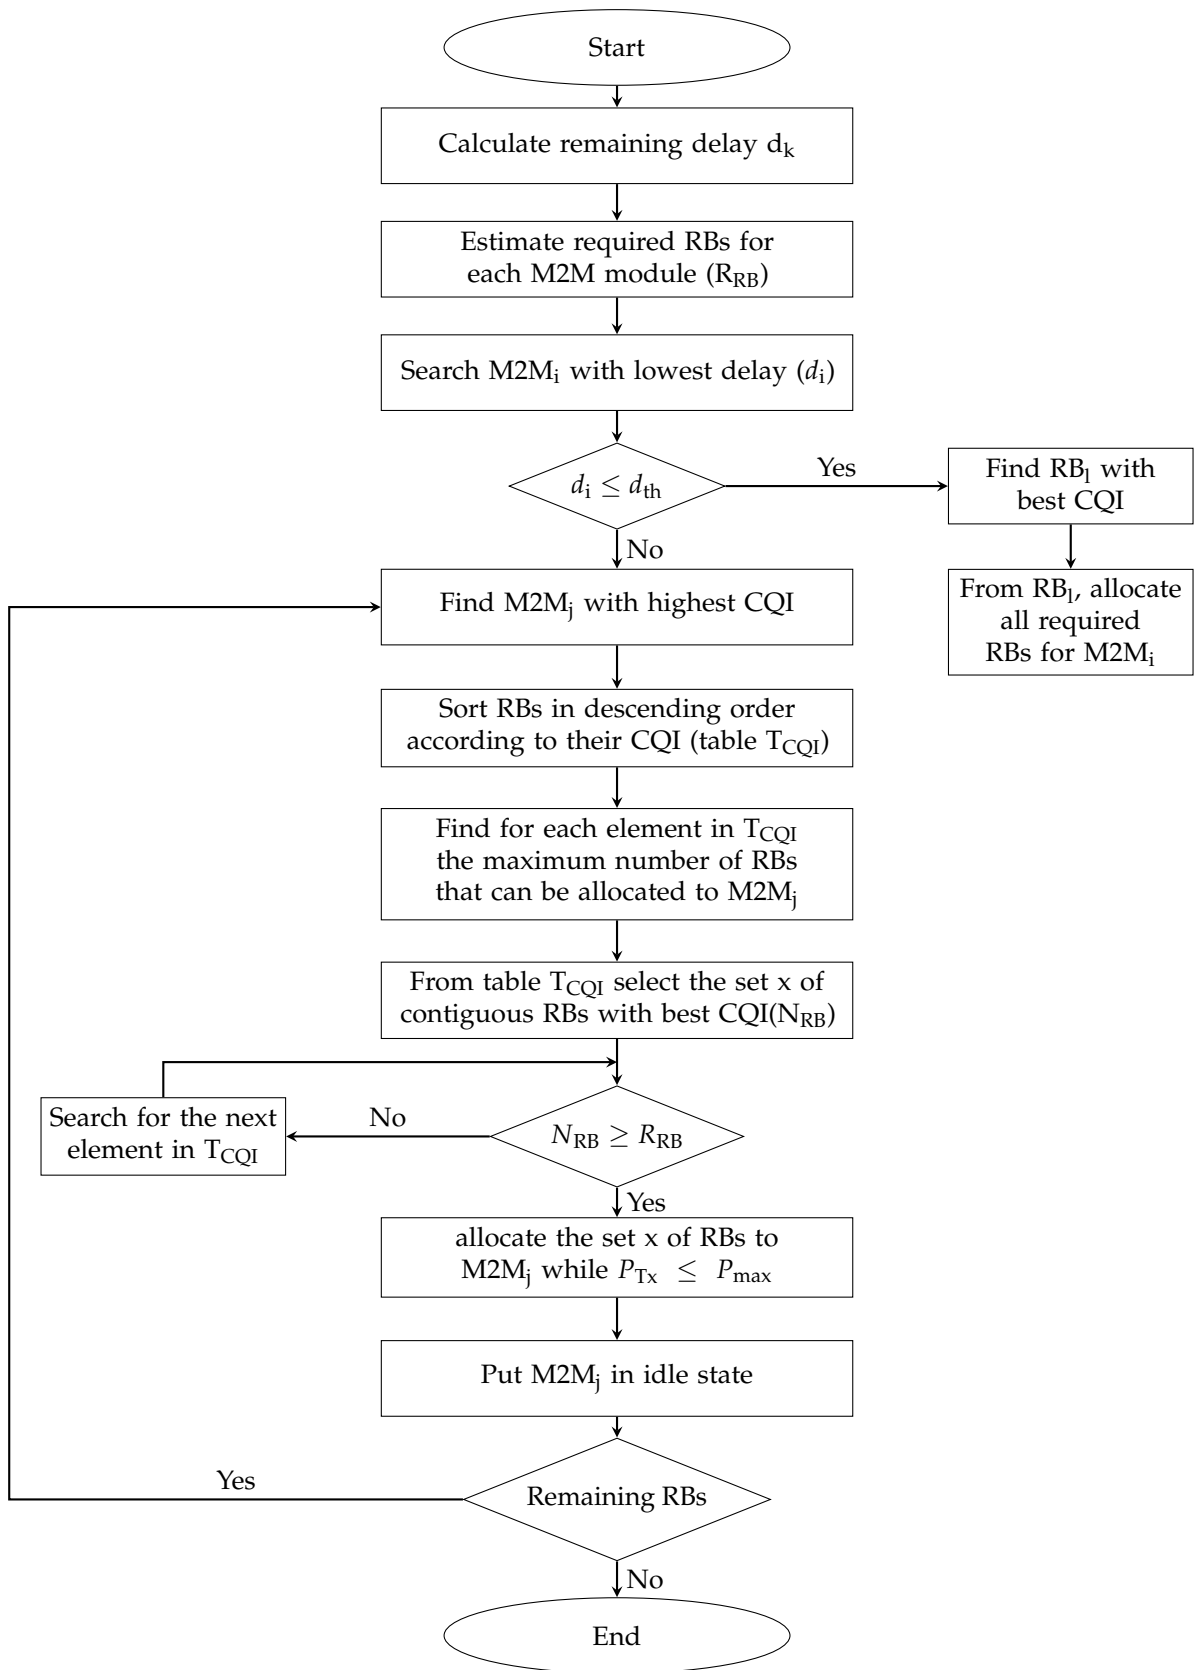 Start
Calculate remaining delay dk
Estimate required RBs for
each M2M module (RRB)
Search M2Mi with lowest delay (di)
di ≤ dth
Yes
Find RBl with
best CQI
No
From RBl, allocate
all required
RBs for M2Mi
Find M2Mj with highest CQI
Sort RBs in descending order
according to their CQI (table TCQI)
Find for each element in TCQI
the maximum number of RBs
that can be allocated to M2Mj
From table TCQI select the set x of
contiguous RBs with best CQI(NRB)
Search for the next
element in TCQI
No
NRB ≥ RRB
Yes
allocate the set x of RBs to
M2Mj while PTx ≤ Pmax
Put M2Mj in idle state
Yes
Remaining RBs
No
End